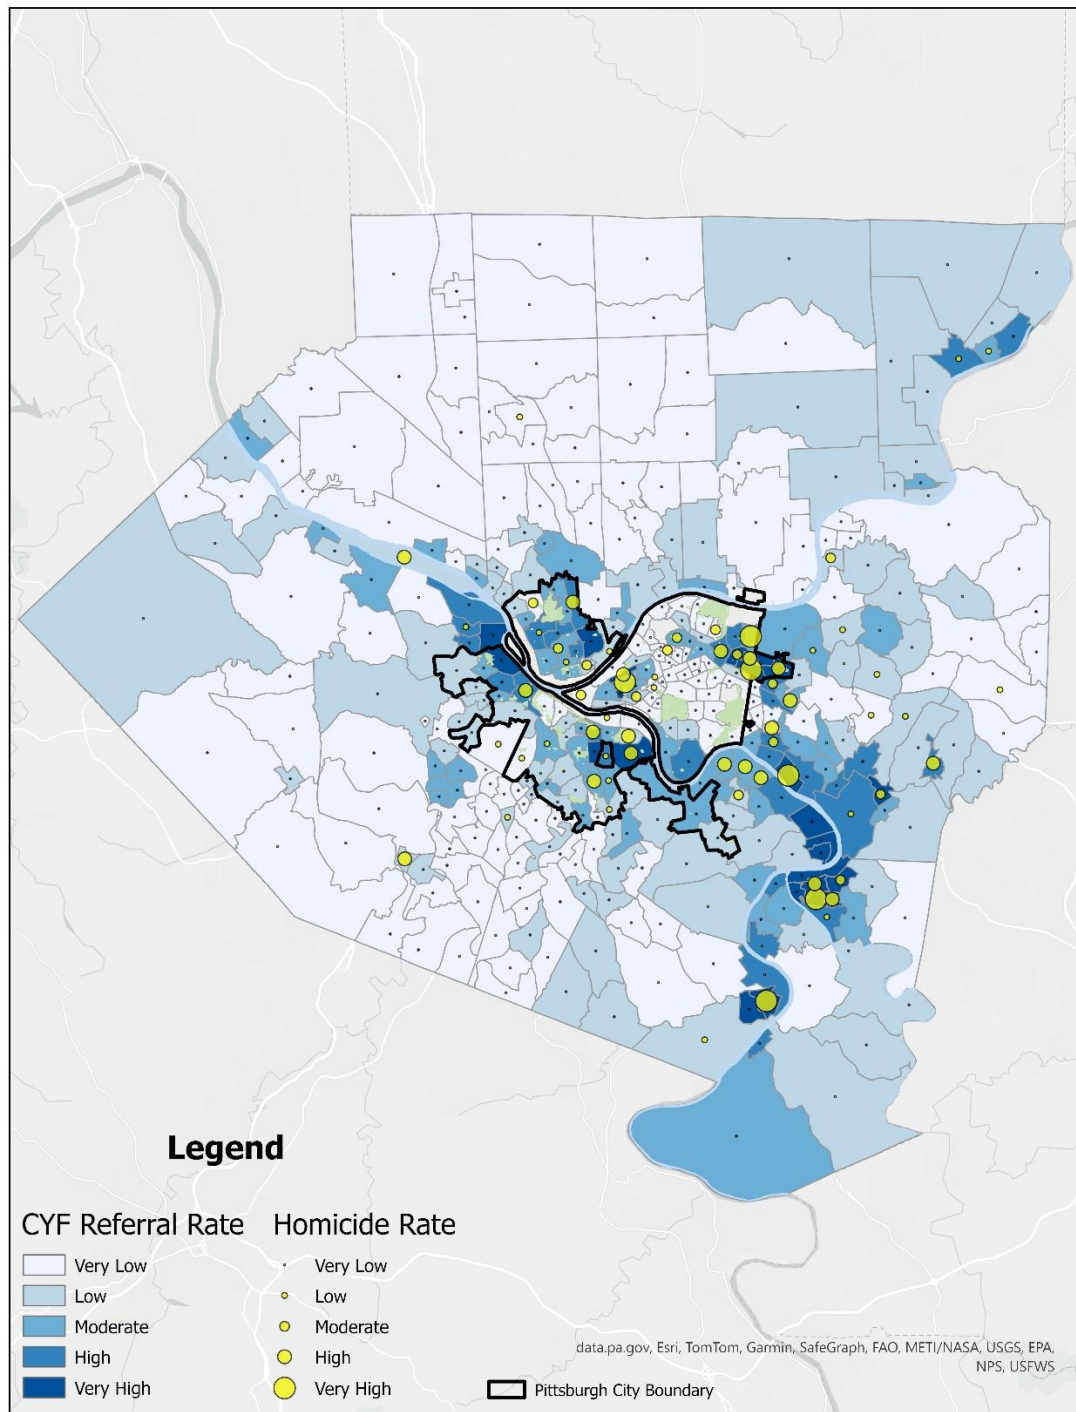 Legend
CYF Referral Rate
Very Low
Low
Moderate
High
Very High
Homicide Rate
Very Low
Low
Moderate
High
Very High
Pittsburgh City Boundary
data.pa.gov, Esri, TomTom, Garmin, SafeGraph, FAO, METI/NASA, USGS, EPA,
NPS, USFWS